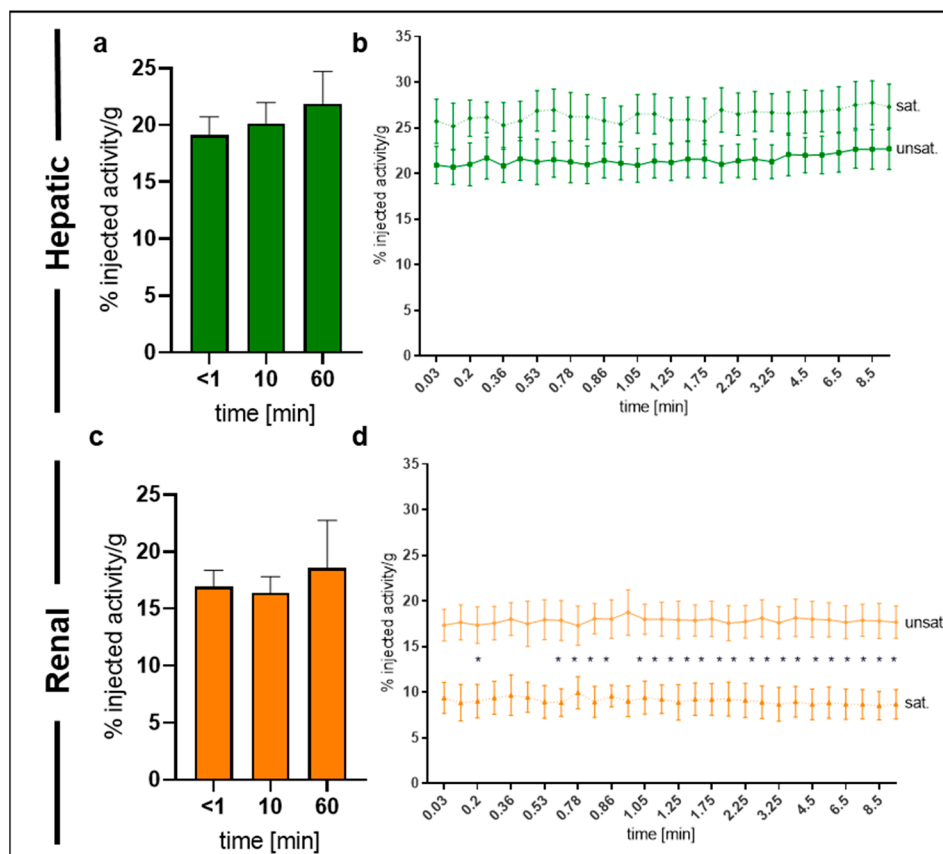 Hepatic
a
% injected activity/g
25
20
15
10
5
0
<1 10 60
time [min]
b
% injected activity/g
35
30
25
20
15
10
5
0
sat.
unsat.
0.03 0.2 0.36 0.53 0.78 0.86 1.05 1.25 1.75 2.25 3.25 4.5 6.5 8.5
time [min]
Renal
c
% injected activity/g
25
20
15
10
5
0
<1 10 60
time [min]
d
% injected activity/g
35
30
25
20
15
10
5
0
unsat.
* * * * * * * * * * * * * * * * * * * * * *
sat.
0.03 0.2 0.36 0.53 0.78 0.86 1.05 1.25 1.75 2.25 3.25 4.5 6.5 8.5
time [min]